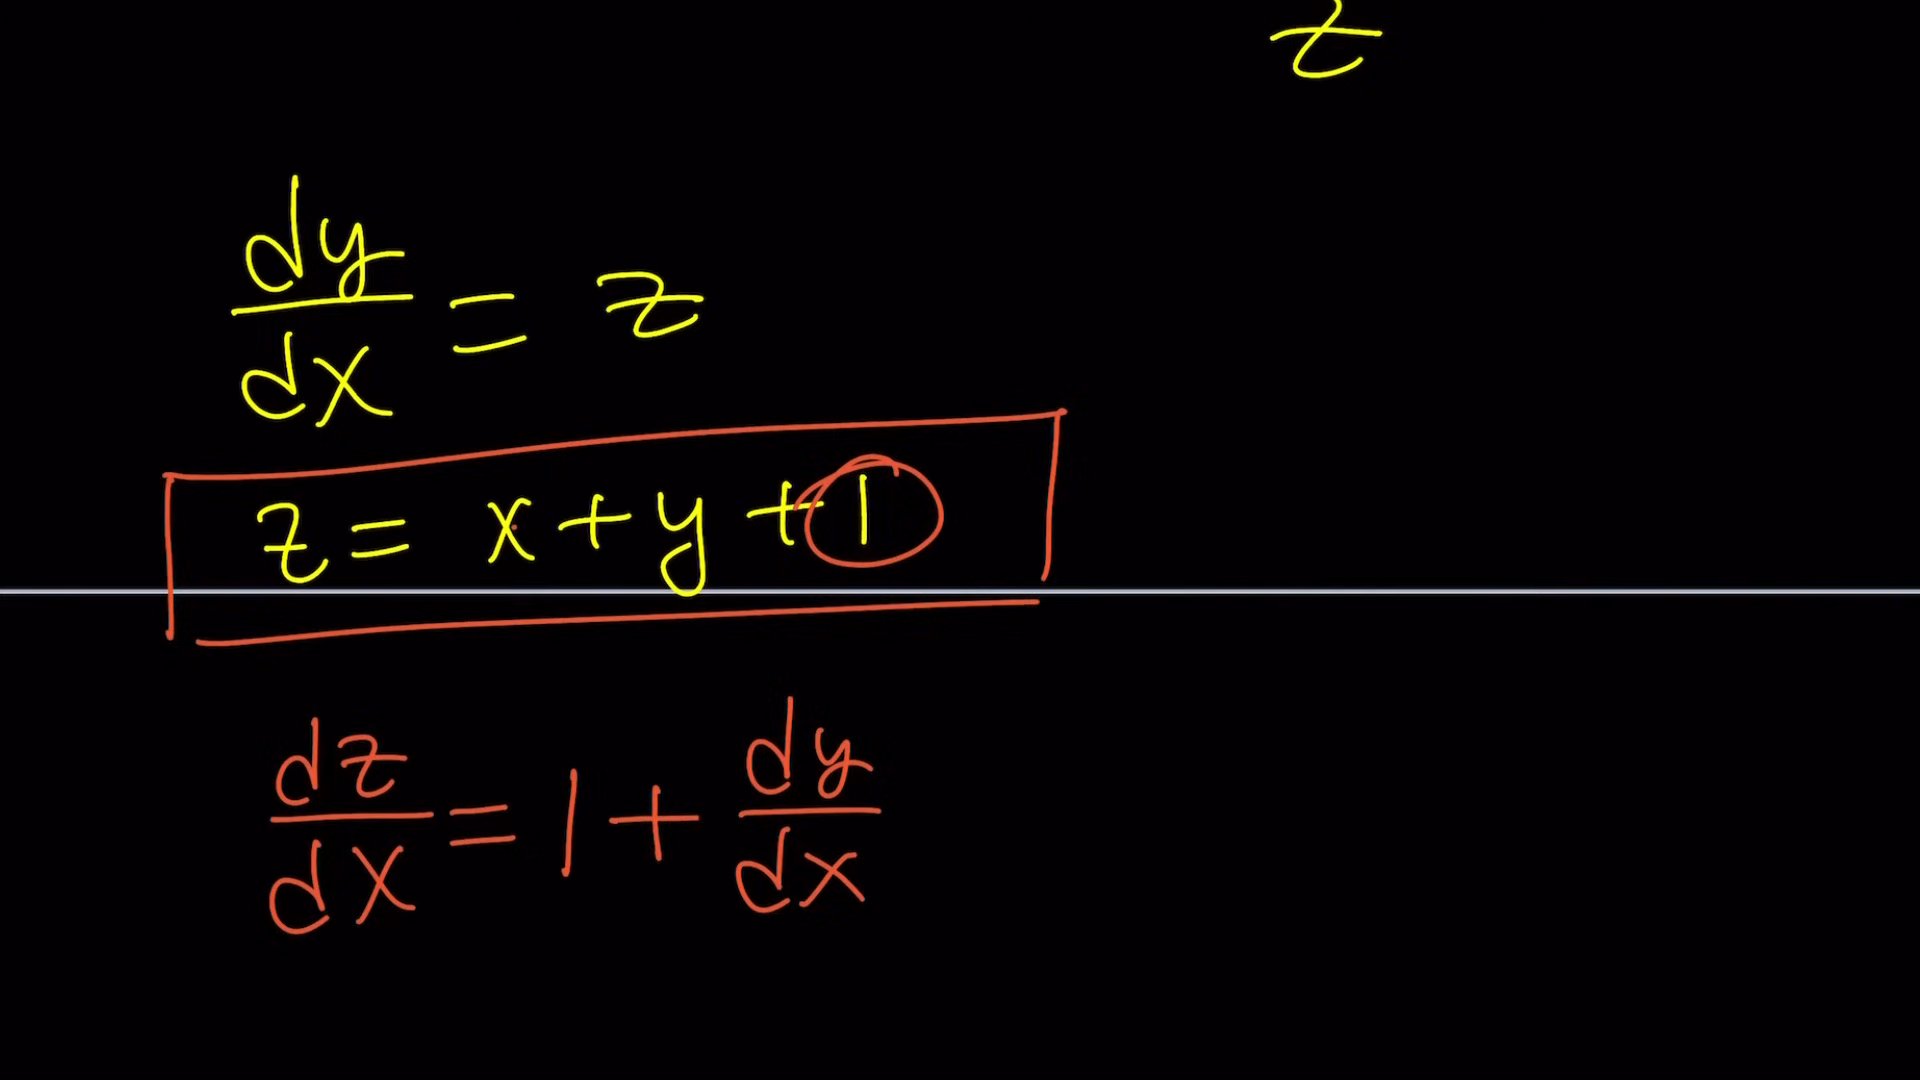 z
dy/dx = z
z = x + y + 1
dz/dx = 1 + dy/dx